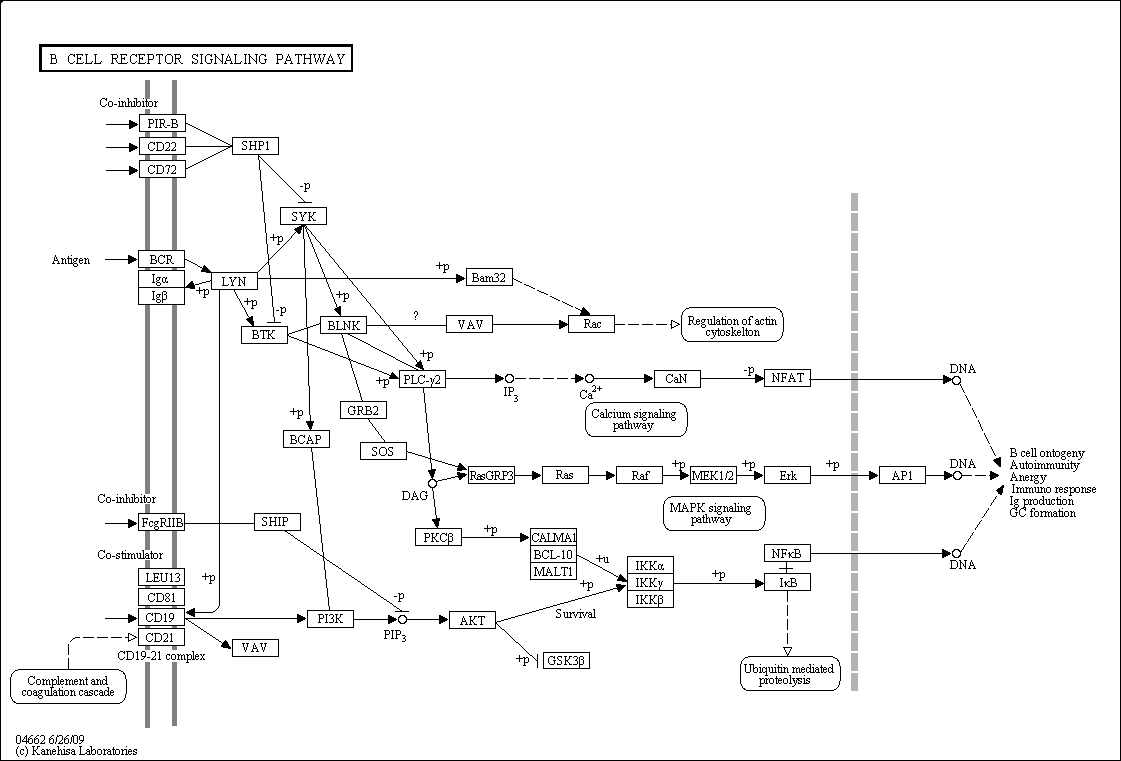 B CELL RECEPTOR SIGNALING PATHWAY
Co-inhibitor
PIR-B
CD22
CD72
SHP1
-p
SYK
+p
Antigen
BCR
Igα
Igβ
LYN
+p
+p
-p
BTK
+p
BLNK
?
VAV
+p
Bam32
Rac
Regulation of actin
cytoskelton
+p
+p
PLC-γ2
IP3
Ca2+
CaN
-p
NFAT
DNA
Calcium signaling
pathway
GRB2
SOS
+p
BCAP
DAG
RasGRP3
Ras
Raf
+p
MEK1/2
+p
Erk
+p
AP1
DNA
MAPK signaling
pathway
B cell ontogeny
Autoimmunity
Anergy
Immuno response
Ig production
GC formation
Co-inhibitor
FcgRIIB
SHIP
PKCβ
+p
CALMA1
BCL-10
MALT1
+u
+p
IKKα
IKKγ
IKKβ
+p
NFκB
IκB
DNA
Co-stimulator
LEU13
CD81
CD19
CD21
CD19-21 complex
+p
VAV
PI3K
-p
PIP3
AKT
Survival
+p
GSK3β
Ubiquitin mediated
proteolysis
Complement and
coagulation cascade
04662 6/26/09
(c) Kanehisa Laboratories